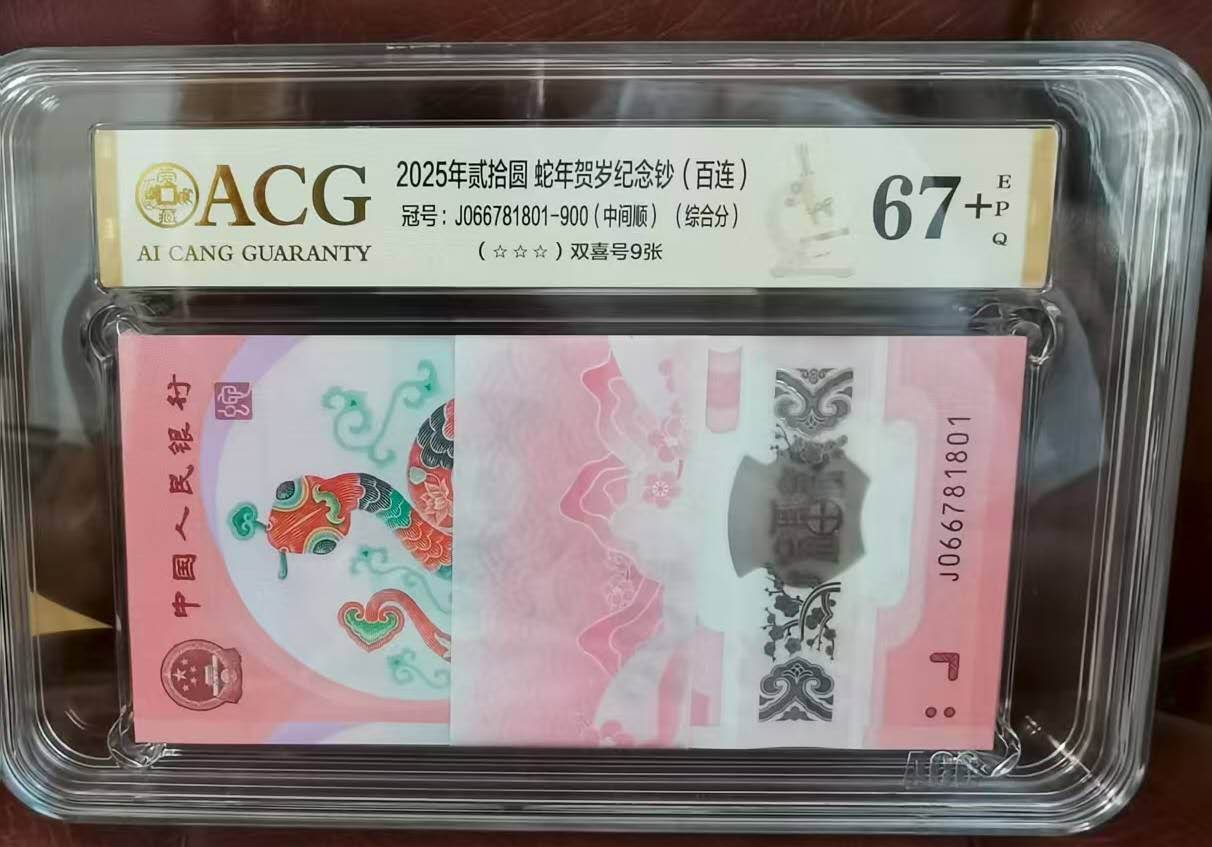 ACG
AI CANG GUARANTY
2025年贰拾圆 蛇年贺岁纪念钞（百连）
冠号：J066781801-900（中间顺）（综合分）
（☆☆☆）双喜号9张
67+
EPQ
中国人民银行
J066781801
ACG